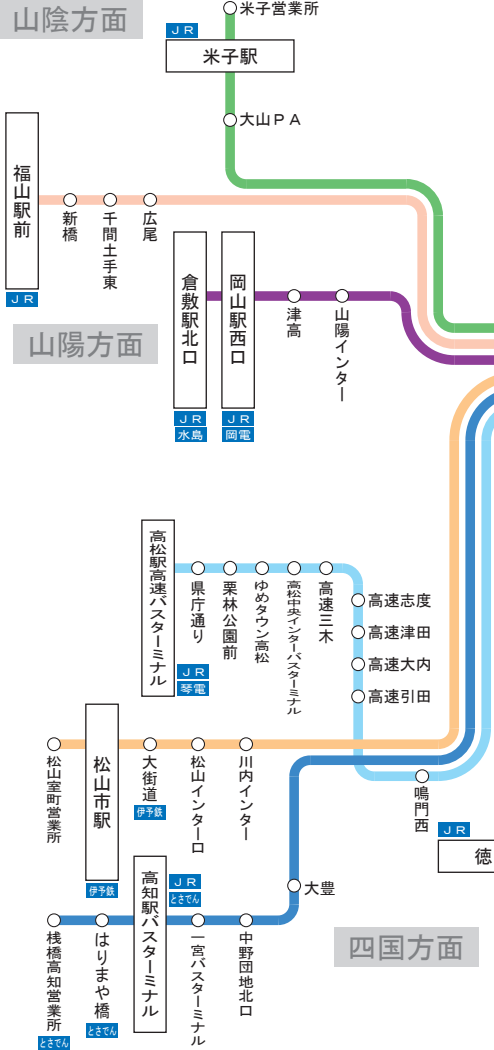 山陰方面
米子営業所
JR
米子駅
大山PA
福山駅前
JR
新橋
千間土手東
広尾
山陽方面
倉敷駅北口
JR
水島
岡山駅西口
JR
岡電
津高
山陽インター
高松駅高速バスターミナル
JR
琴電
県庁通り
栗林公園前
ゆめタウン高松
高松中央インターバスターミナル
高速三木
高速志度
高速津田
高速大内
高速引田
鳴門西
JR
徳
松山室町営業所
松山市駅
伊予鉄
大街道
伊予鉄
松山インター口
川内インター
大豊
桟橋高知営業所
とさでん
はりまや橋
とさでん
高知駅バスターミナル
JR
とさでん
一宮バスターミナル
中野団地北口
四国方面